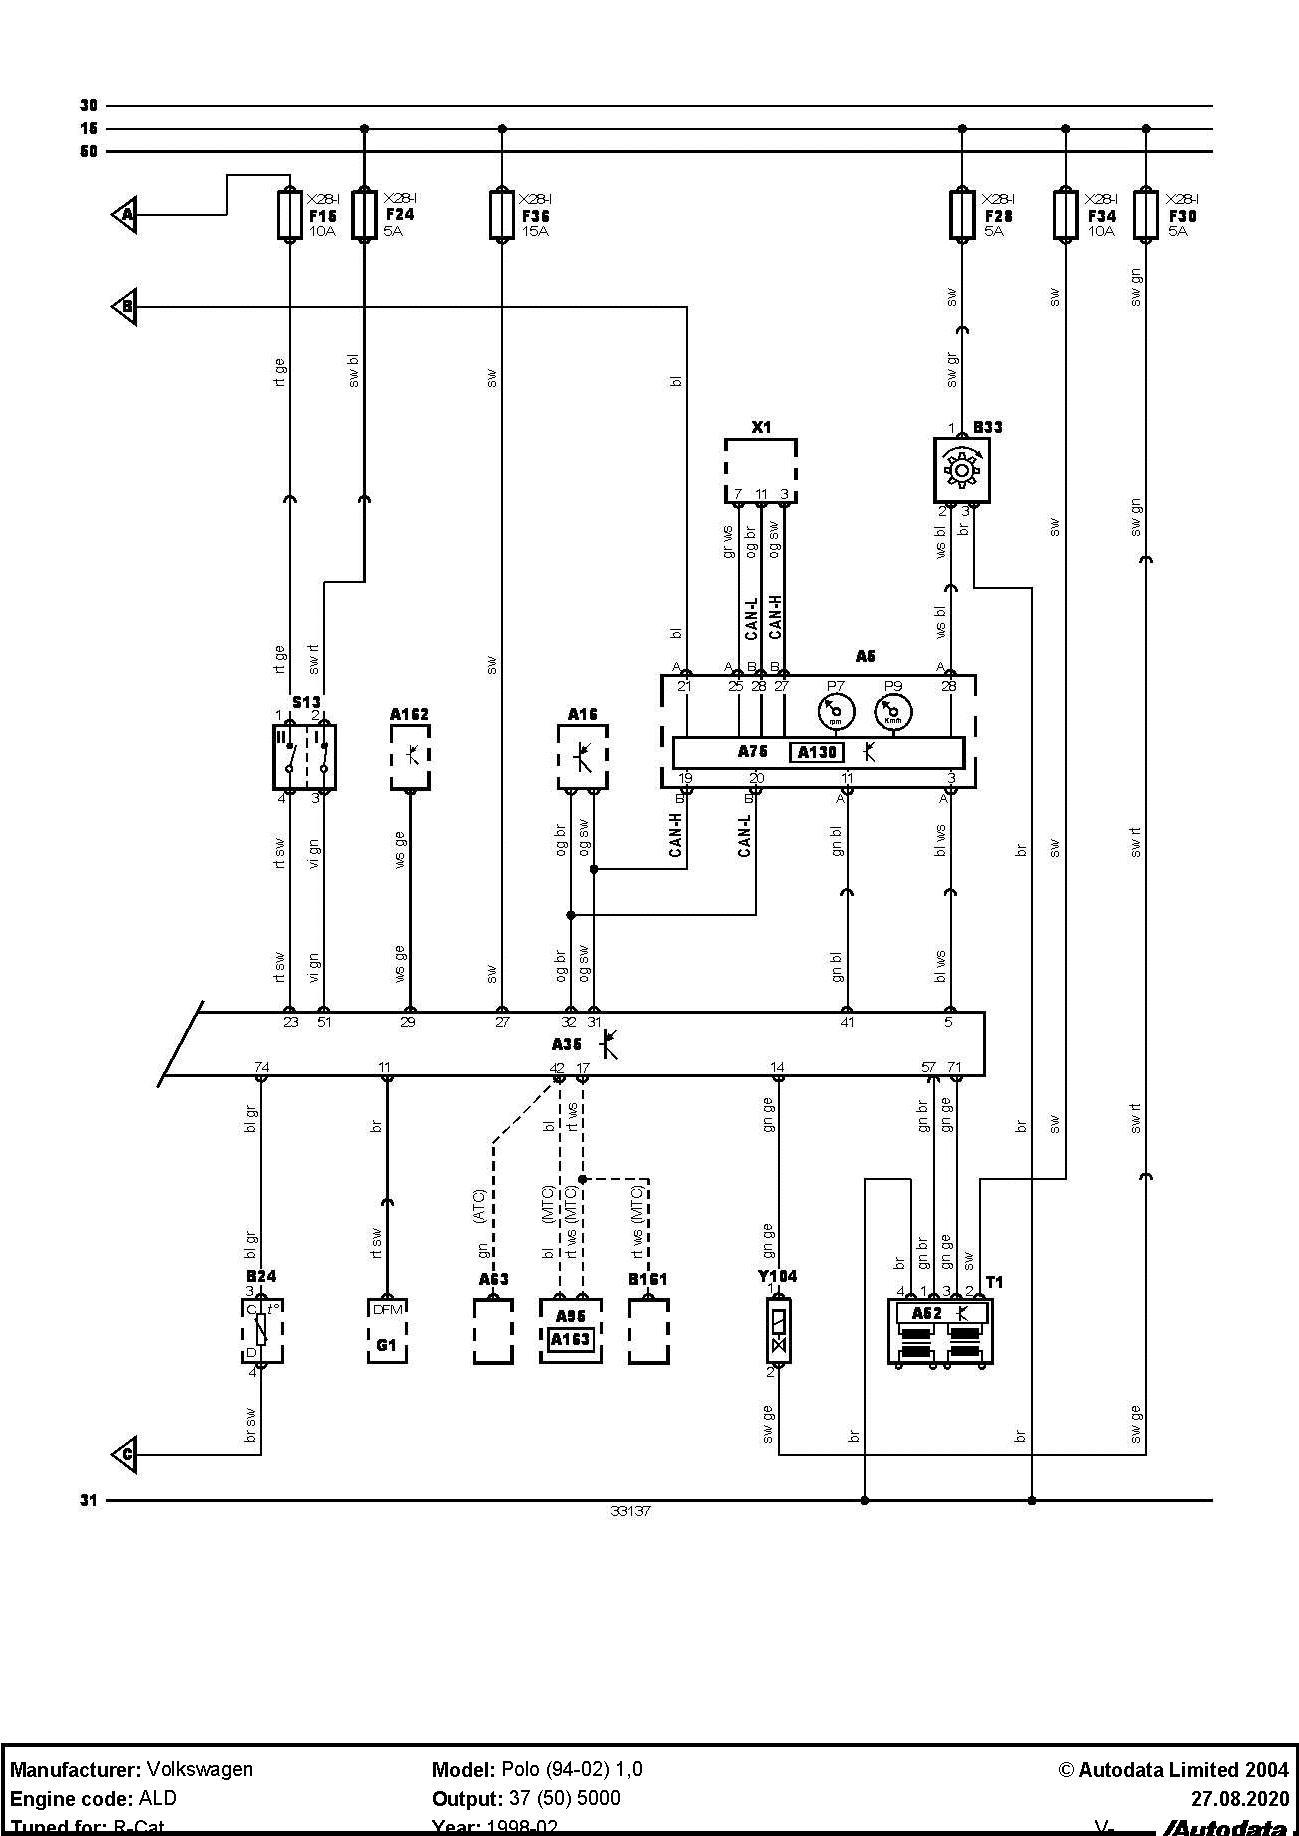 30
15
50
A
X28-I
F15
10A
X28-I
F24
5A
X28-I
F36
15A
X28-I
F28
5A
X28-I
F34
10A
X28-I
F30
5A
B
rt ge
sw bl
sw
bl
sw
sw gr
sw
sw gn
X1
7 11 3
1 B33
2 3
gr ws
og br
og sw
ws bl
br
sw
sw gn
CAN-L
CAN-H
rt ge
sw rt
sw
bl
ws bl
A5
A A B B A
21 25 28 27 28
P7 P9
rpm Km/h
S13
1 2
II I
4 3
A162
A16
A75 A130
19 20 11 3
B B A A
CAN-H
CAN-L
rt sw
vi gn
ws ge
og br
og sw
gn bl
bl ws
br
sw
sw rt
rt sw
vi gn
ws ge
sw
og br
og sw
gn bl
bl ws
23 51 29 27 32 31 41 5
A35
74 11 42 17 14 57 71
bl gr
br
bl
rt ws
gn ge
gn br
gn ge
br
sw
sw rt
bl gr
rt sw
gn
(ATC)
bl
(MTC)
rt ws (MTC)
rt ws (MTC)
gn ge
br
gn br
gn ge
sw
B24
3
C t°
D
4
DFM
G1
A63
A95
A163
B161
Y104
1
2
4 1 3 2 T1
A52
br sw
sw ge
br
br
sw ge
C
31
33137
Manufacturer: Volkswagen Model: Polo (94-02) 1,0 © Autodata Limited 2004
Engine code: ALD Output: 37 (50) 5000 27.08.2020
Tuned for: R-Cat Year: 1998-02 V- Autodata